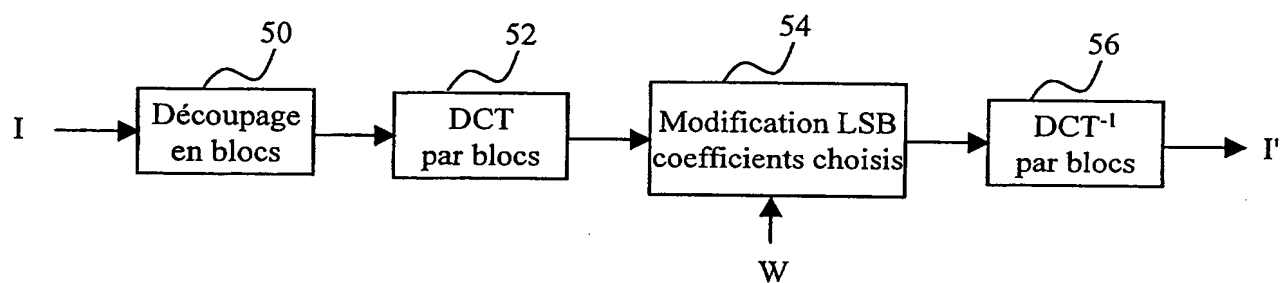 50
52
54
56
I
Découpage
en blocs
DCT
par blocs
Modification LSB
coefficients choisis
DCT⁻¹
par blocs
I'
W